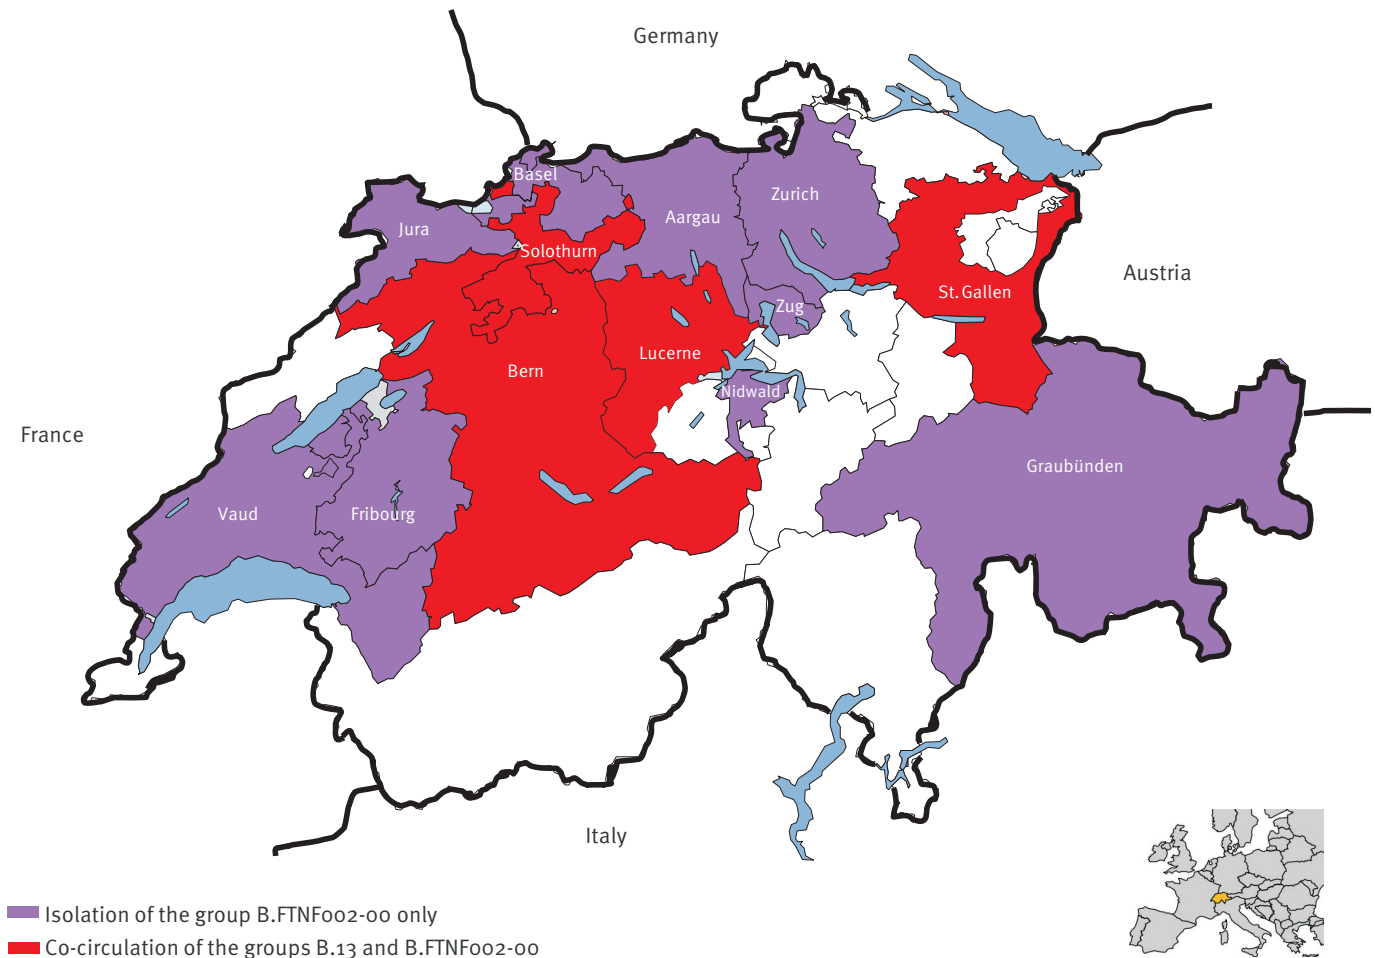 Germany
Basel
Zurich
Aargau
Jura
Solothurn
Austria
St. Gallen
Zug
Lucerne
Bern
Nidwald
France
Graubünden
Vaud
Fribourg
Italy
Isolation of the group B.FTNF002-00 only
Co-circulation of the groups B.13 and B.FTNF002-00